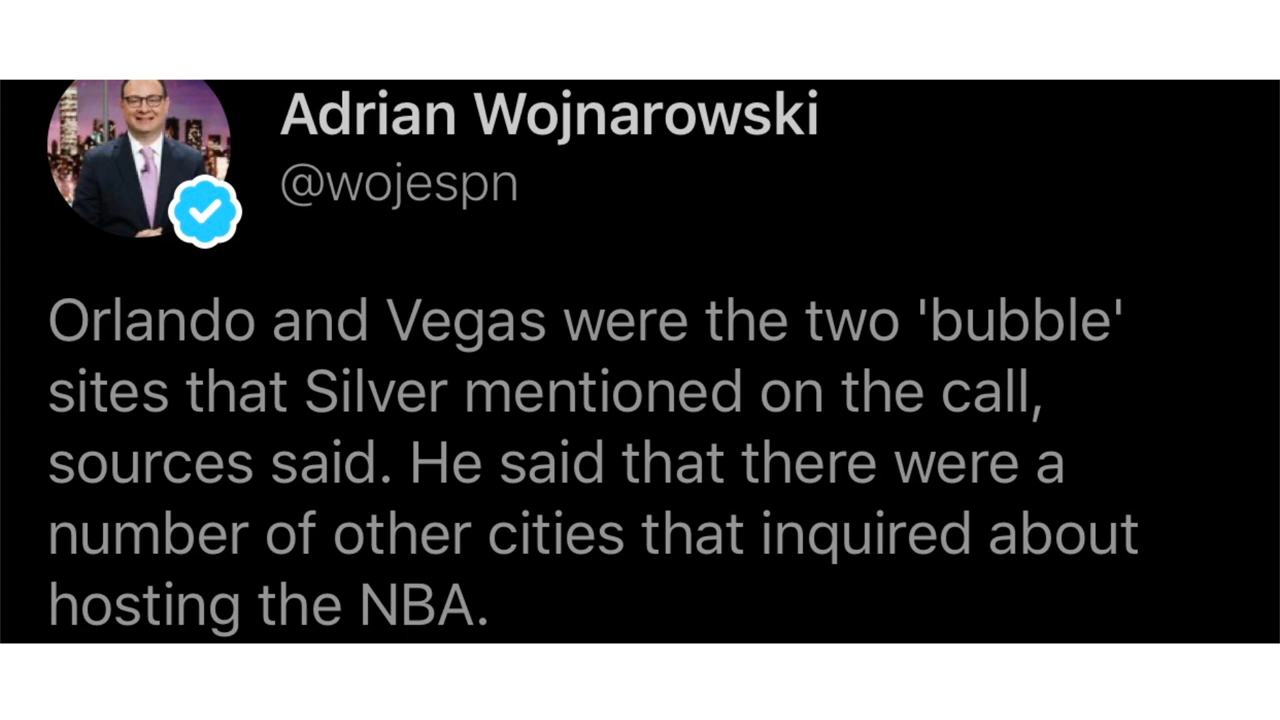 Adrian Wojnarowski
@wojespn
Orlando and Vegas were the two 'bubble'
sites that Silver mentioned on the call,
sources said. He said that there were a
number of other cities that inquired about
hosting the NBA.